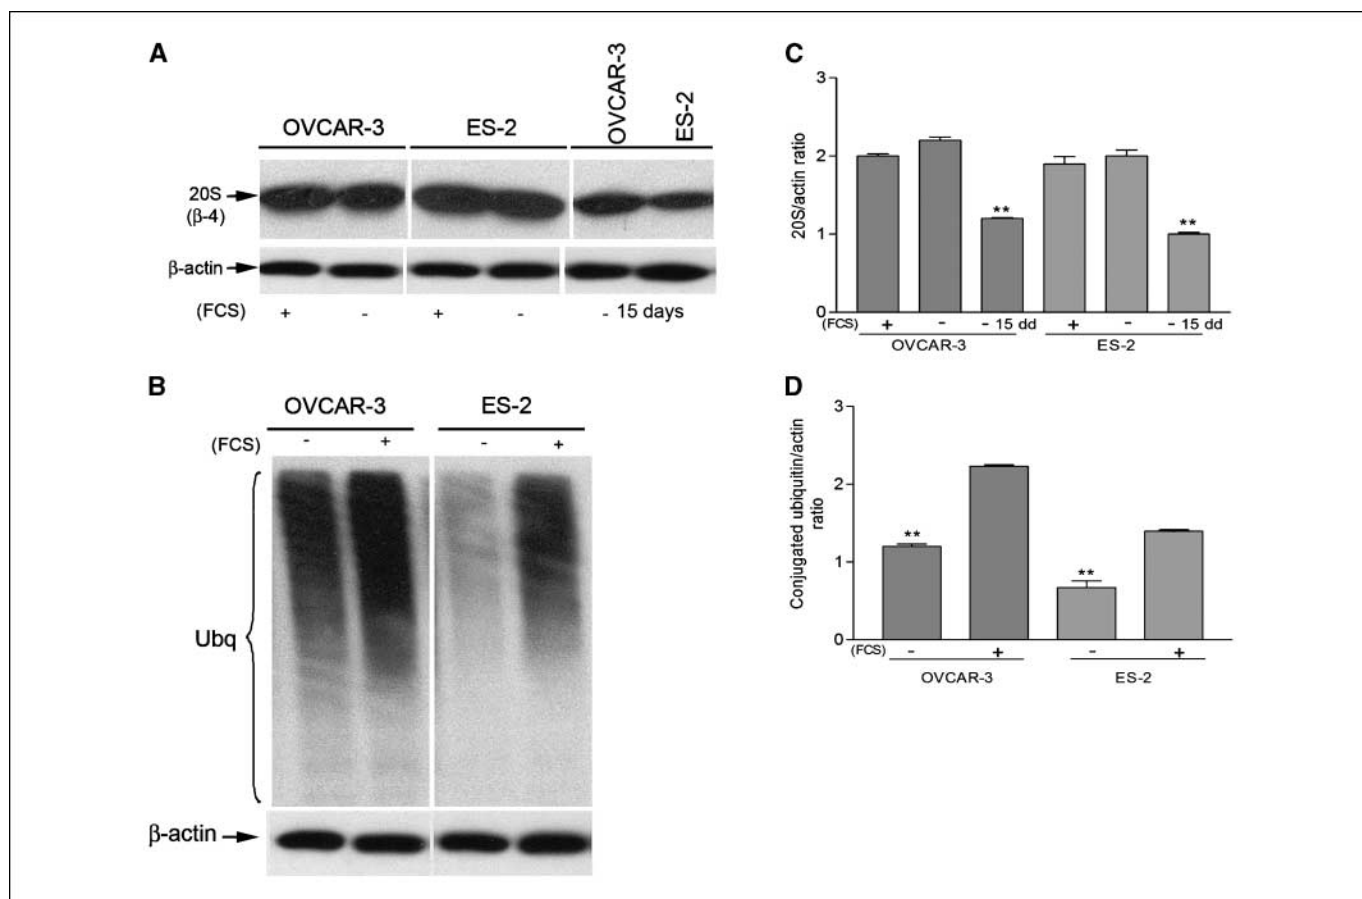 A
OVCAR-3 ES-2 OVCAR-3 ES-2
20S
(β-4)
β-actin
(FCS) + - + - - 15 days
B
OVCAR-3 ES-2
(FCS) - + - +
Ubq
β-actin
C
3
2
1
0
20S/actin ratio
** **
(FCS) + - - 15 dd + - - 15 dd
OVCAR-3 ES-2
D
3
2
1
0
Conjugated ubiquitin/actin
ratio
** **
(FCS) - + - +
OVCAR-3 ES-2